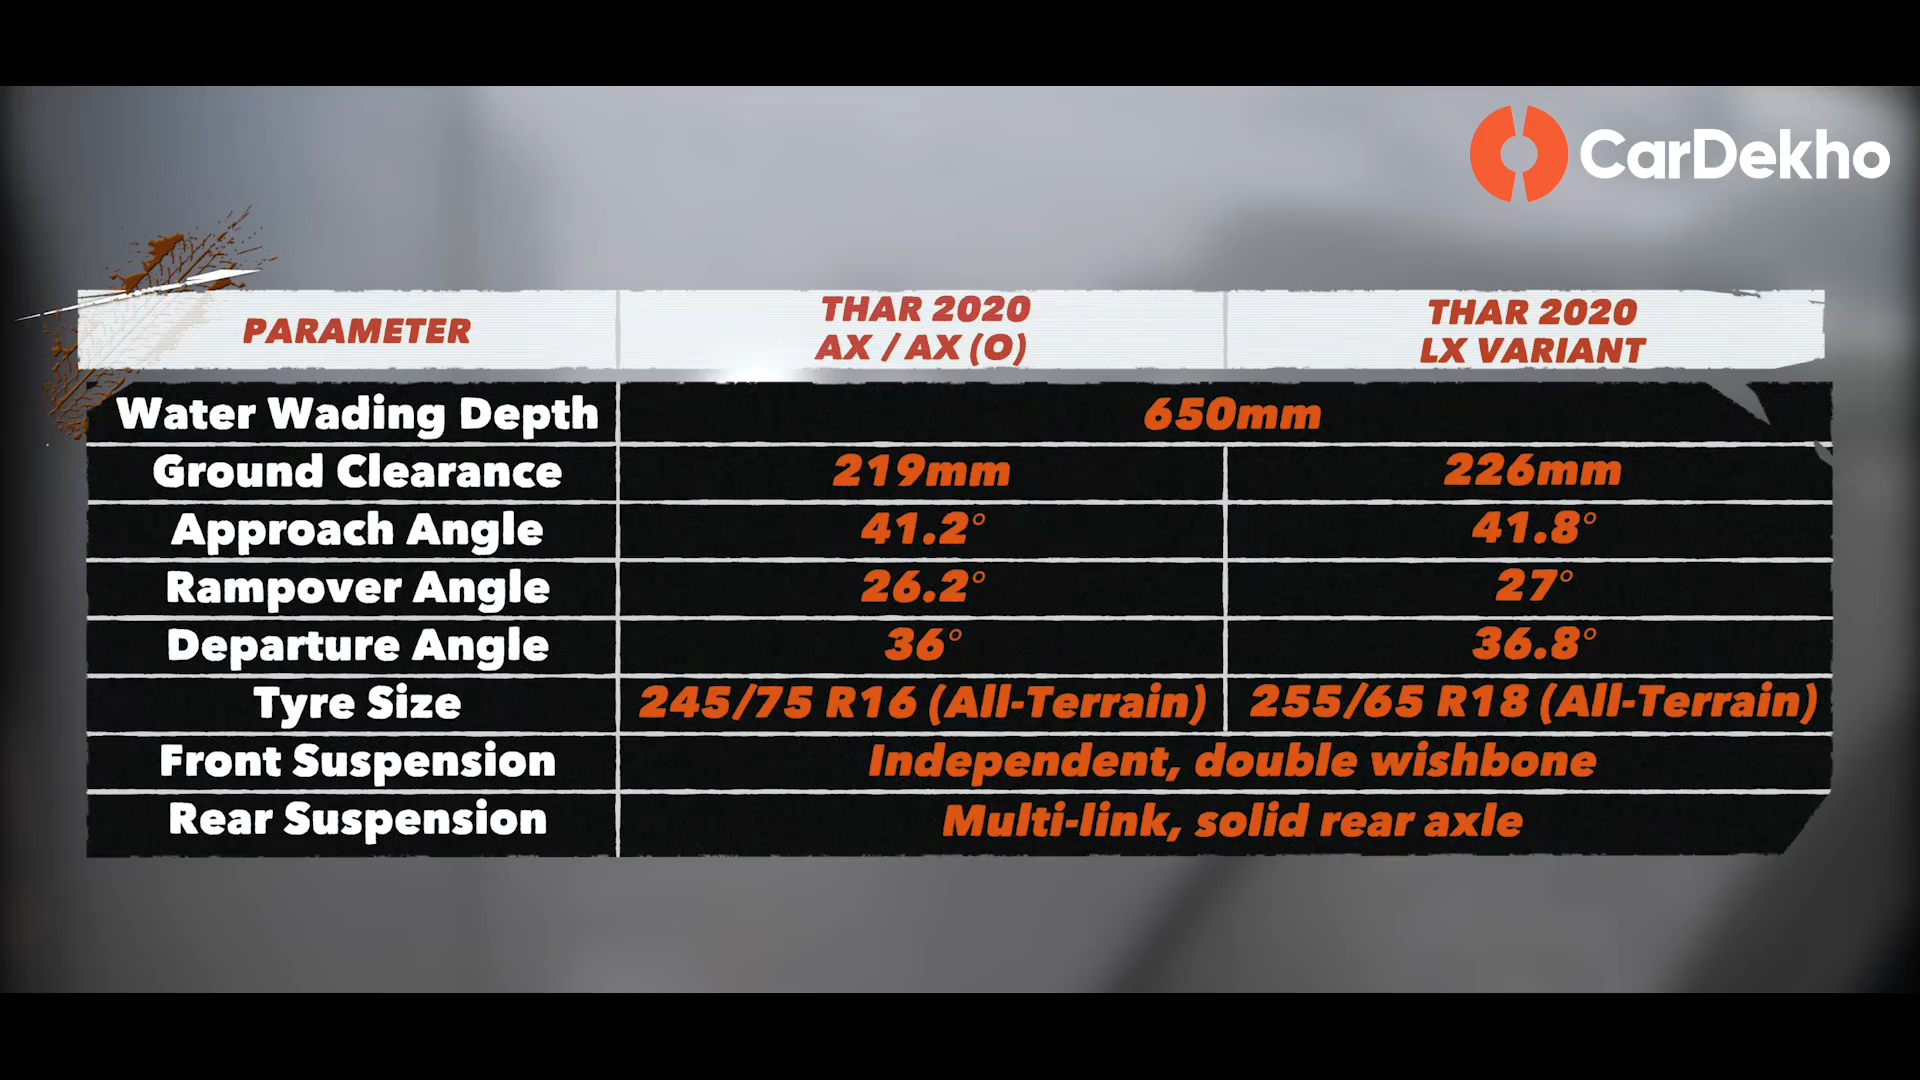 CarDekho
PARAMETER
THAR 2020
AX / AX (O)
THAR 2020
LX VARIANT
Water Wading Depth
650mm
Ground Clearance
219mm
226mm
Approach Angle
41.2°
41.8°
Rampover Angle
26.2°
27°
Departure Angle
36°
36.8°
Tyre Size
245/75 R16 (All-Terrain)
255/65 R18 (All-Terrain)
Front Suspension
Independent, double wishbone
Rear Suspension
Multi-link, solid rear axle